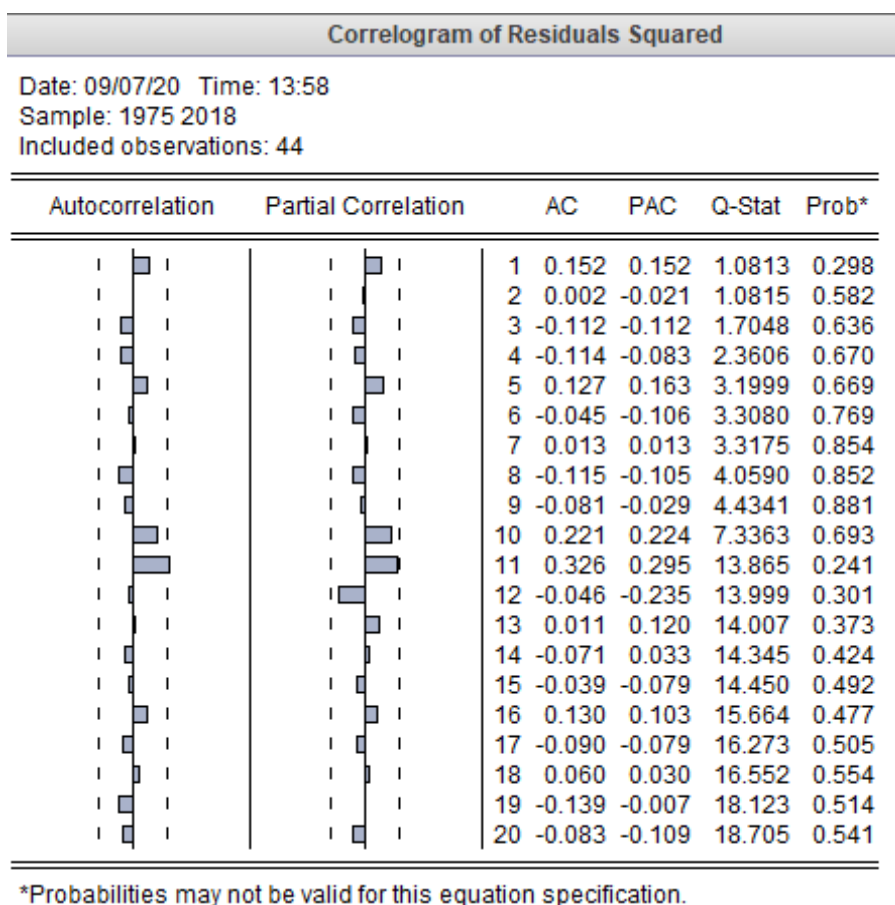 Correlogram of Residuals Squared
Date: 09/07/20 Time: 13:58
Sample: 1975 2018
Included observations: 44
Autocorrelation Partial Correlation AC PAC Q-Stat Prob*
1 0.152 0.152 1.0813 0.298
2 0.002 -0.021 1.0815 0.582
3 -0.112 -0.112 1.7048 0.636
4 -0.114 -0.083 2.3606 0.670
5 0.127 0.163 3.1999 0.669
6 -0.045 -0.106 3.3080 0.769
7 0.013 0.013 3.3175 0.854
8 -0.115 -0.105 4.0590 0.852
9 -0.081 -0.029 4.4341 0.881
10 0.221 0.224 7.3363 0.693
11 0.326 0.295 13.865 0.241
12 -0.046 -0.235 13.999 0.301
13 0.011 0.120 14.007 0.373
14 -0.071 0.033 14.345 0.424
15 -0.039 -0.079 14.450 0.492
16 0.130 0.103 15.664 0.477
17 -0.090 -0.079 16.273 0.505
18 0.060 0.030 16.552 0.554
19 -0.139 -0.007 18.123 0.514
20 -0.083 -0.109 18.705 0.541
*Probabilities may not be valid for this equation specification.